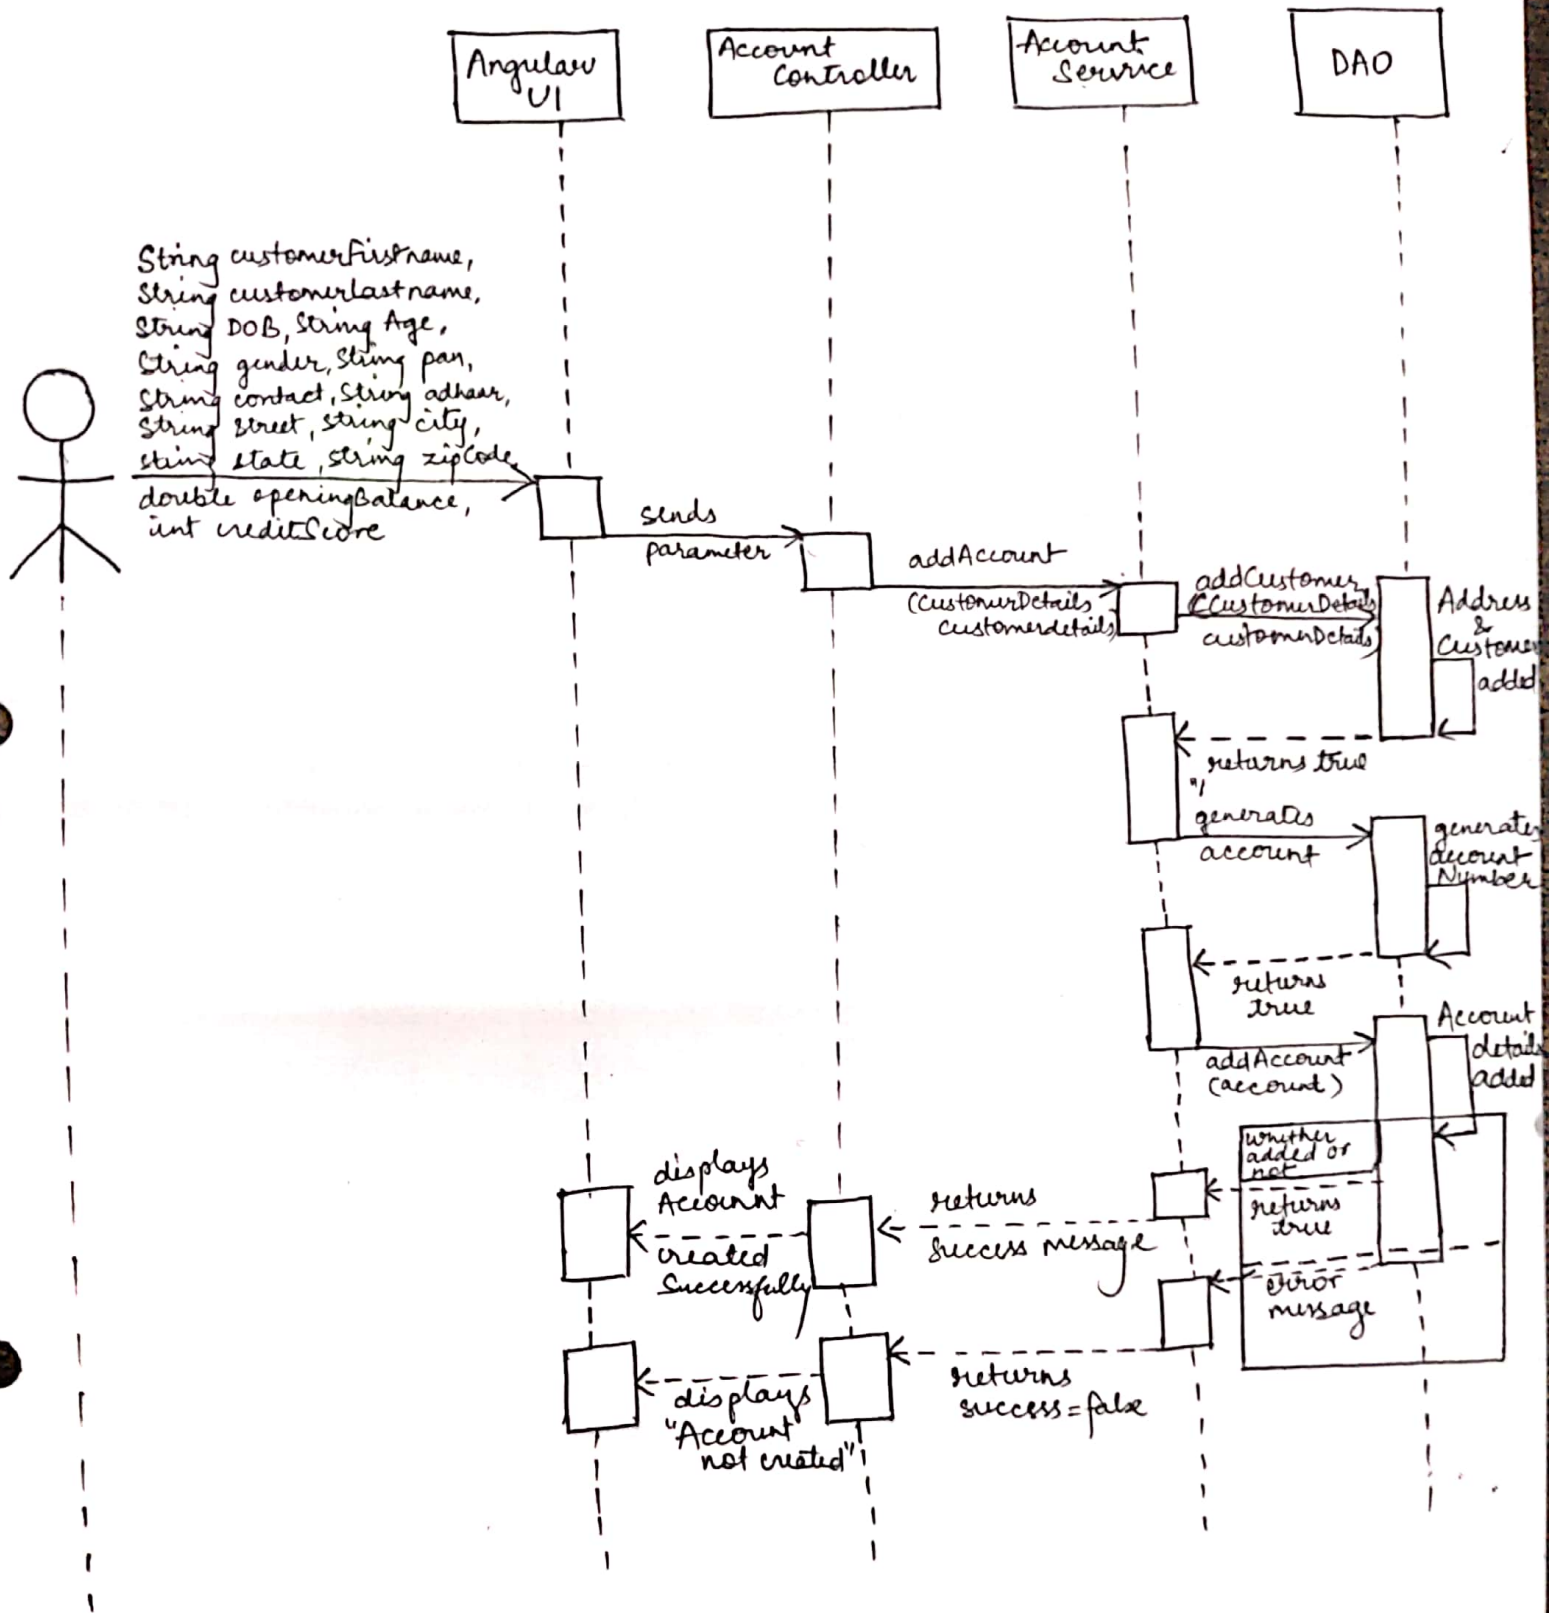 Angular
UI
Account
Controller
Account
Service
DAO
String customerFirstname,
String customerlastname,
String DOB, String Age,
String gender, String pan,
String contact, String adhaar,
String street, string city,
string state, string zipCode,
double openingBalance,
int creditScore
sends
parameter
addAccount
(CustomerDetails
customerdetails)
addCustomer
(CustomerDetails
customerDetails)
Address
&
Customer
added
returns true
generates
account
generates
account
Number
returns
true
addAccount
(account)
Account
details
added
whether
added or
not
returns
true
error
message
returns
success message
displays
Account
created
Successfully
returns
success=false
displays
"Account
not created"